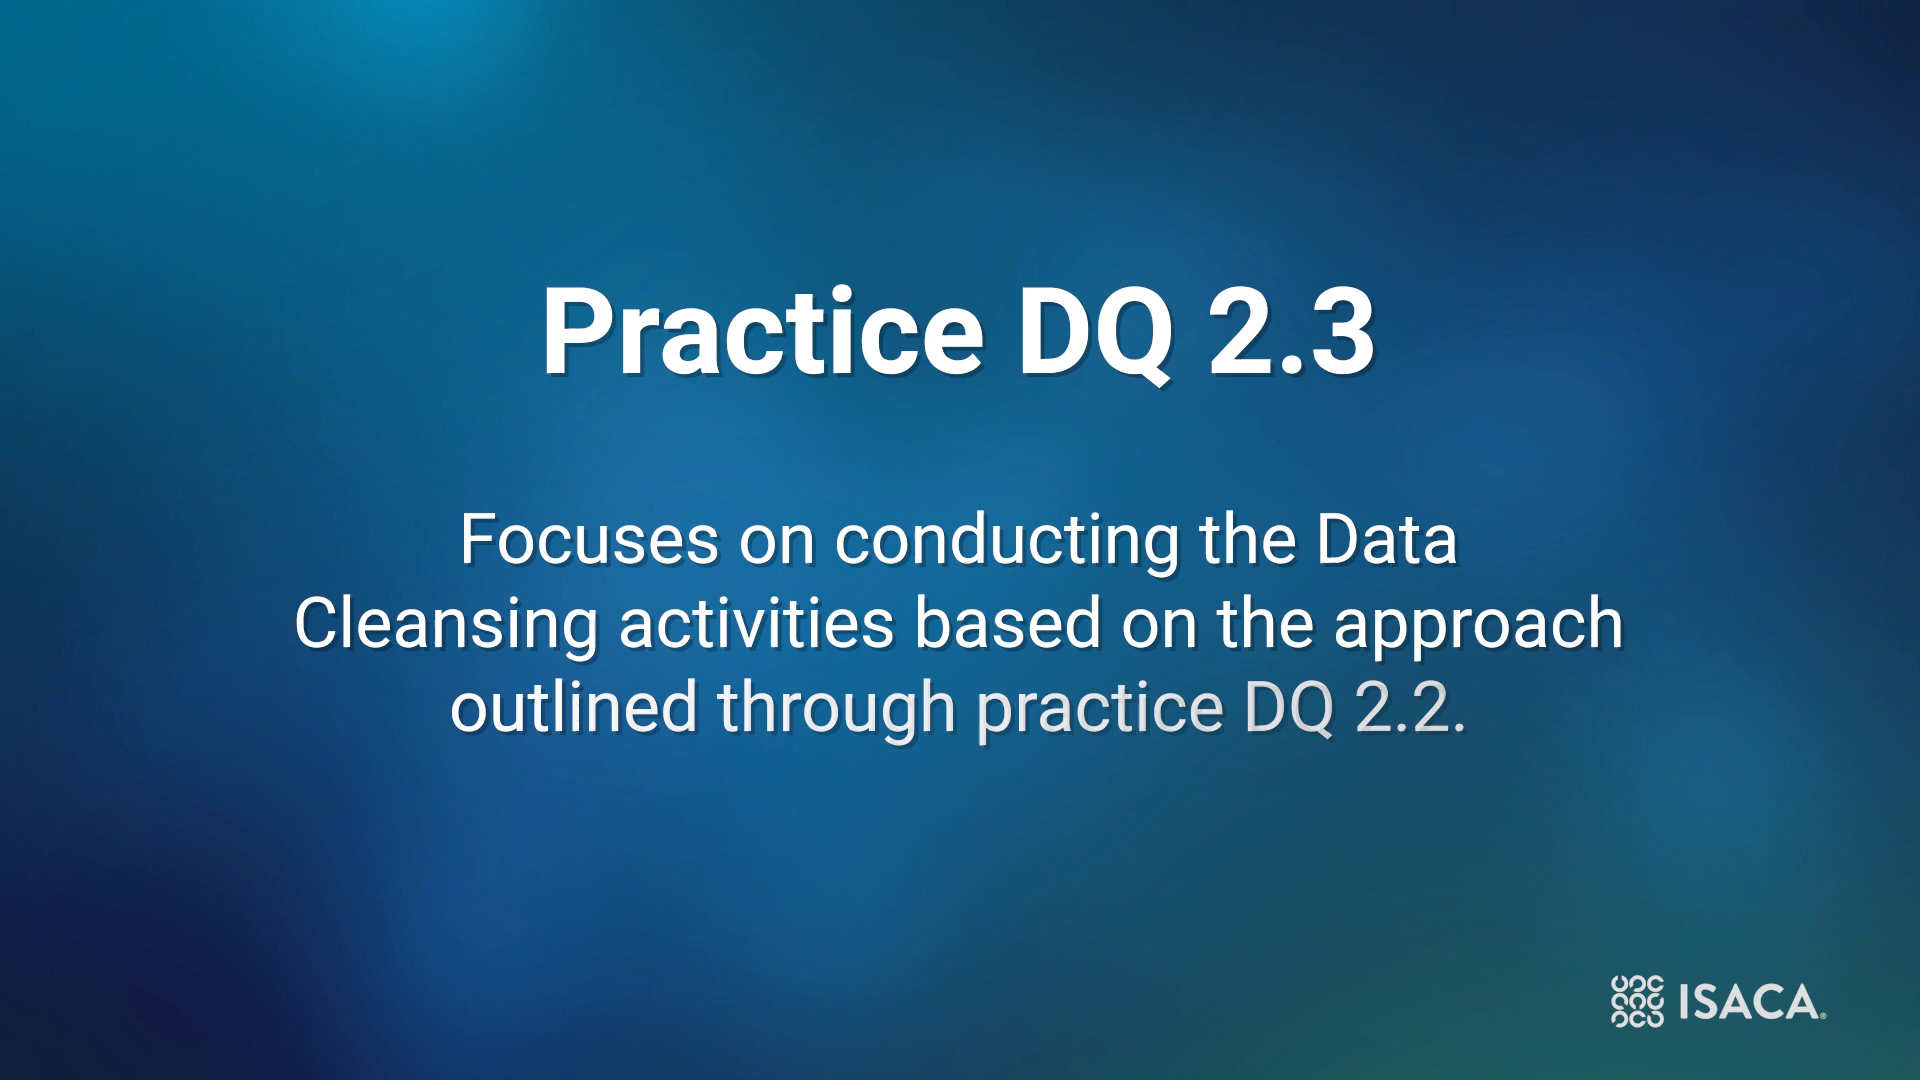 Practice DQ 2.3
Focuses on conducting the Data
Cleansing activities based on the approach
outlined through practice DQ 2.2.
ISACA®